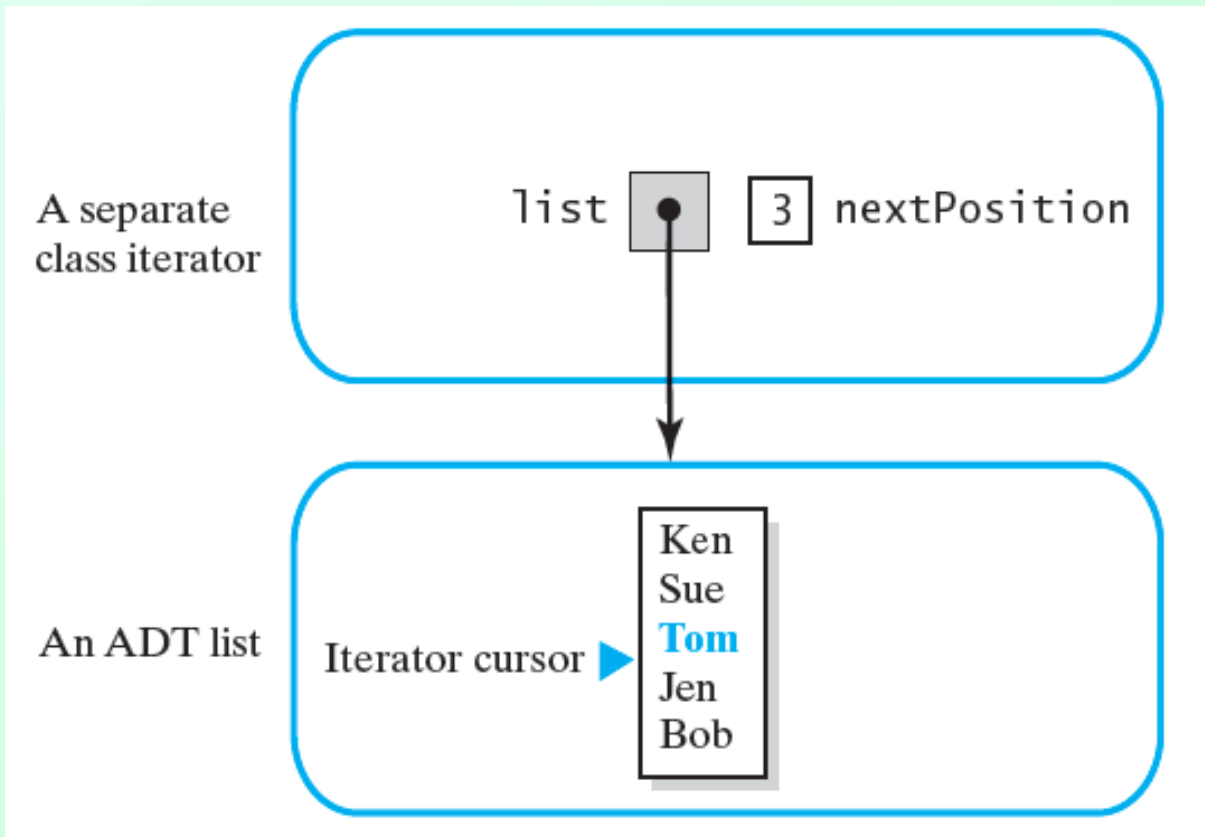 A separate
class iterator
list
3
nextPosition
An ADT list
Iterator cursor
Ken
Sue
Tom
Jen
Bob